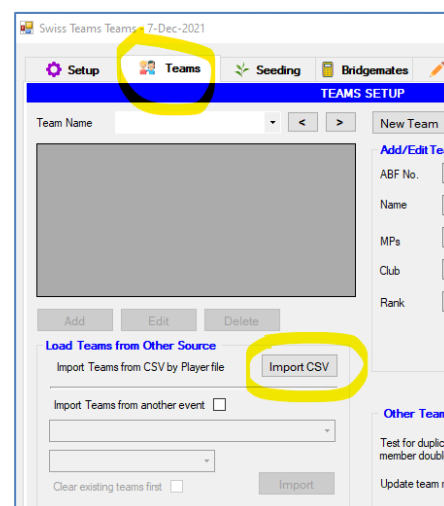 Swiss Teams Teams - 7-Dec-2021
Setup Teams Seeding Bridgemates
TEAMS SETUP
Team Name < > New Team
Add/Edit Tea
ABF No.
Name
MPs
Club
Rank
Add Edit Delete
Load Teams from Other Source
Import Teams from CSV by Player file Import CSV
Import Teams from another event
Other Team
Test for duplic
member doubl
Clear existing teams first Import Update team n